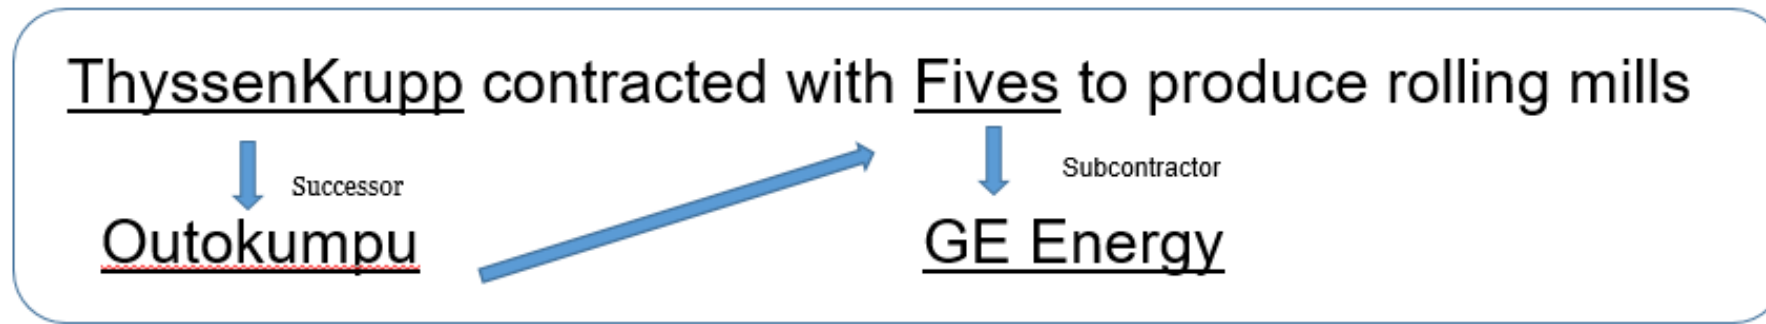 ThyssenKrupp contracted with Fives to produce rolling mills
Successor
Subcontractor
Outokumpu
GE Energy